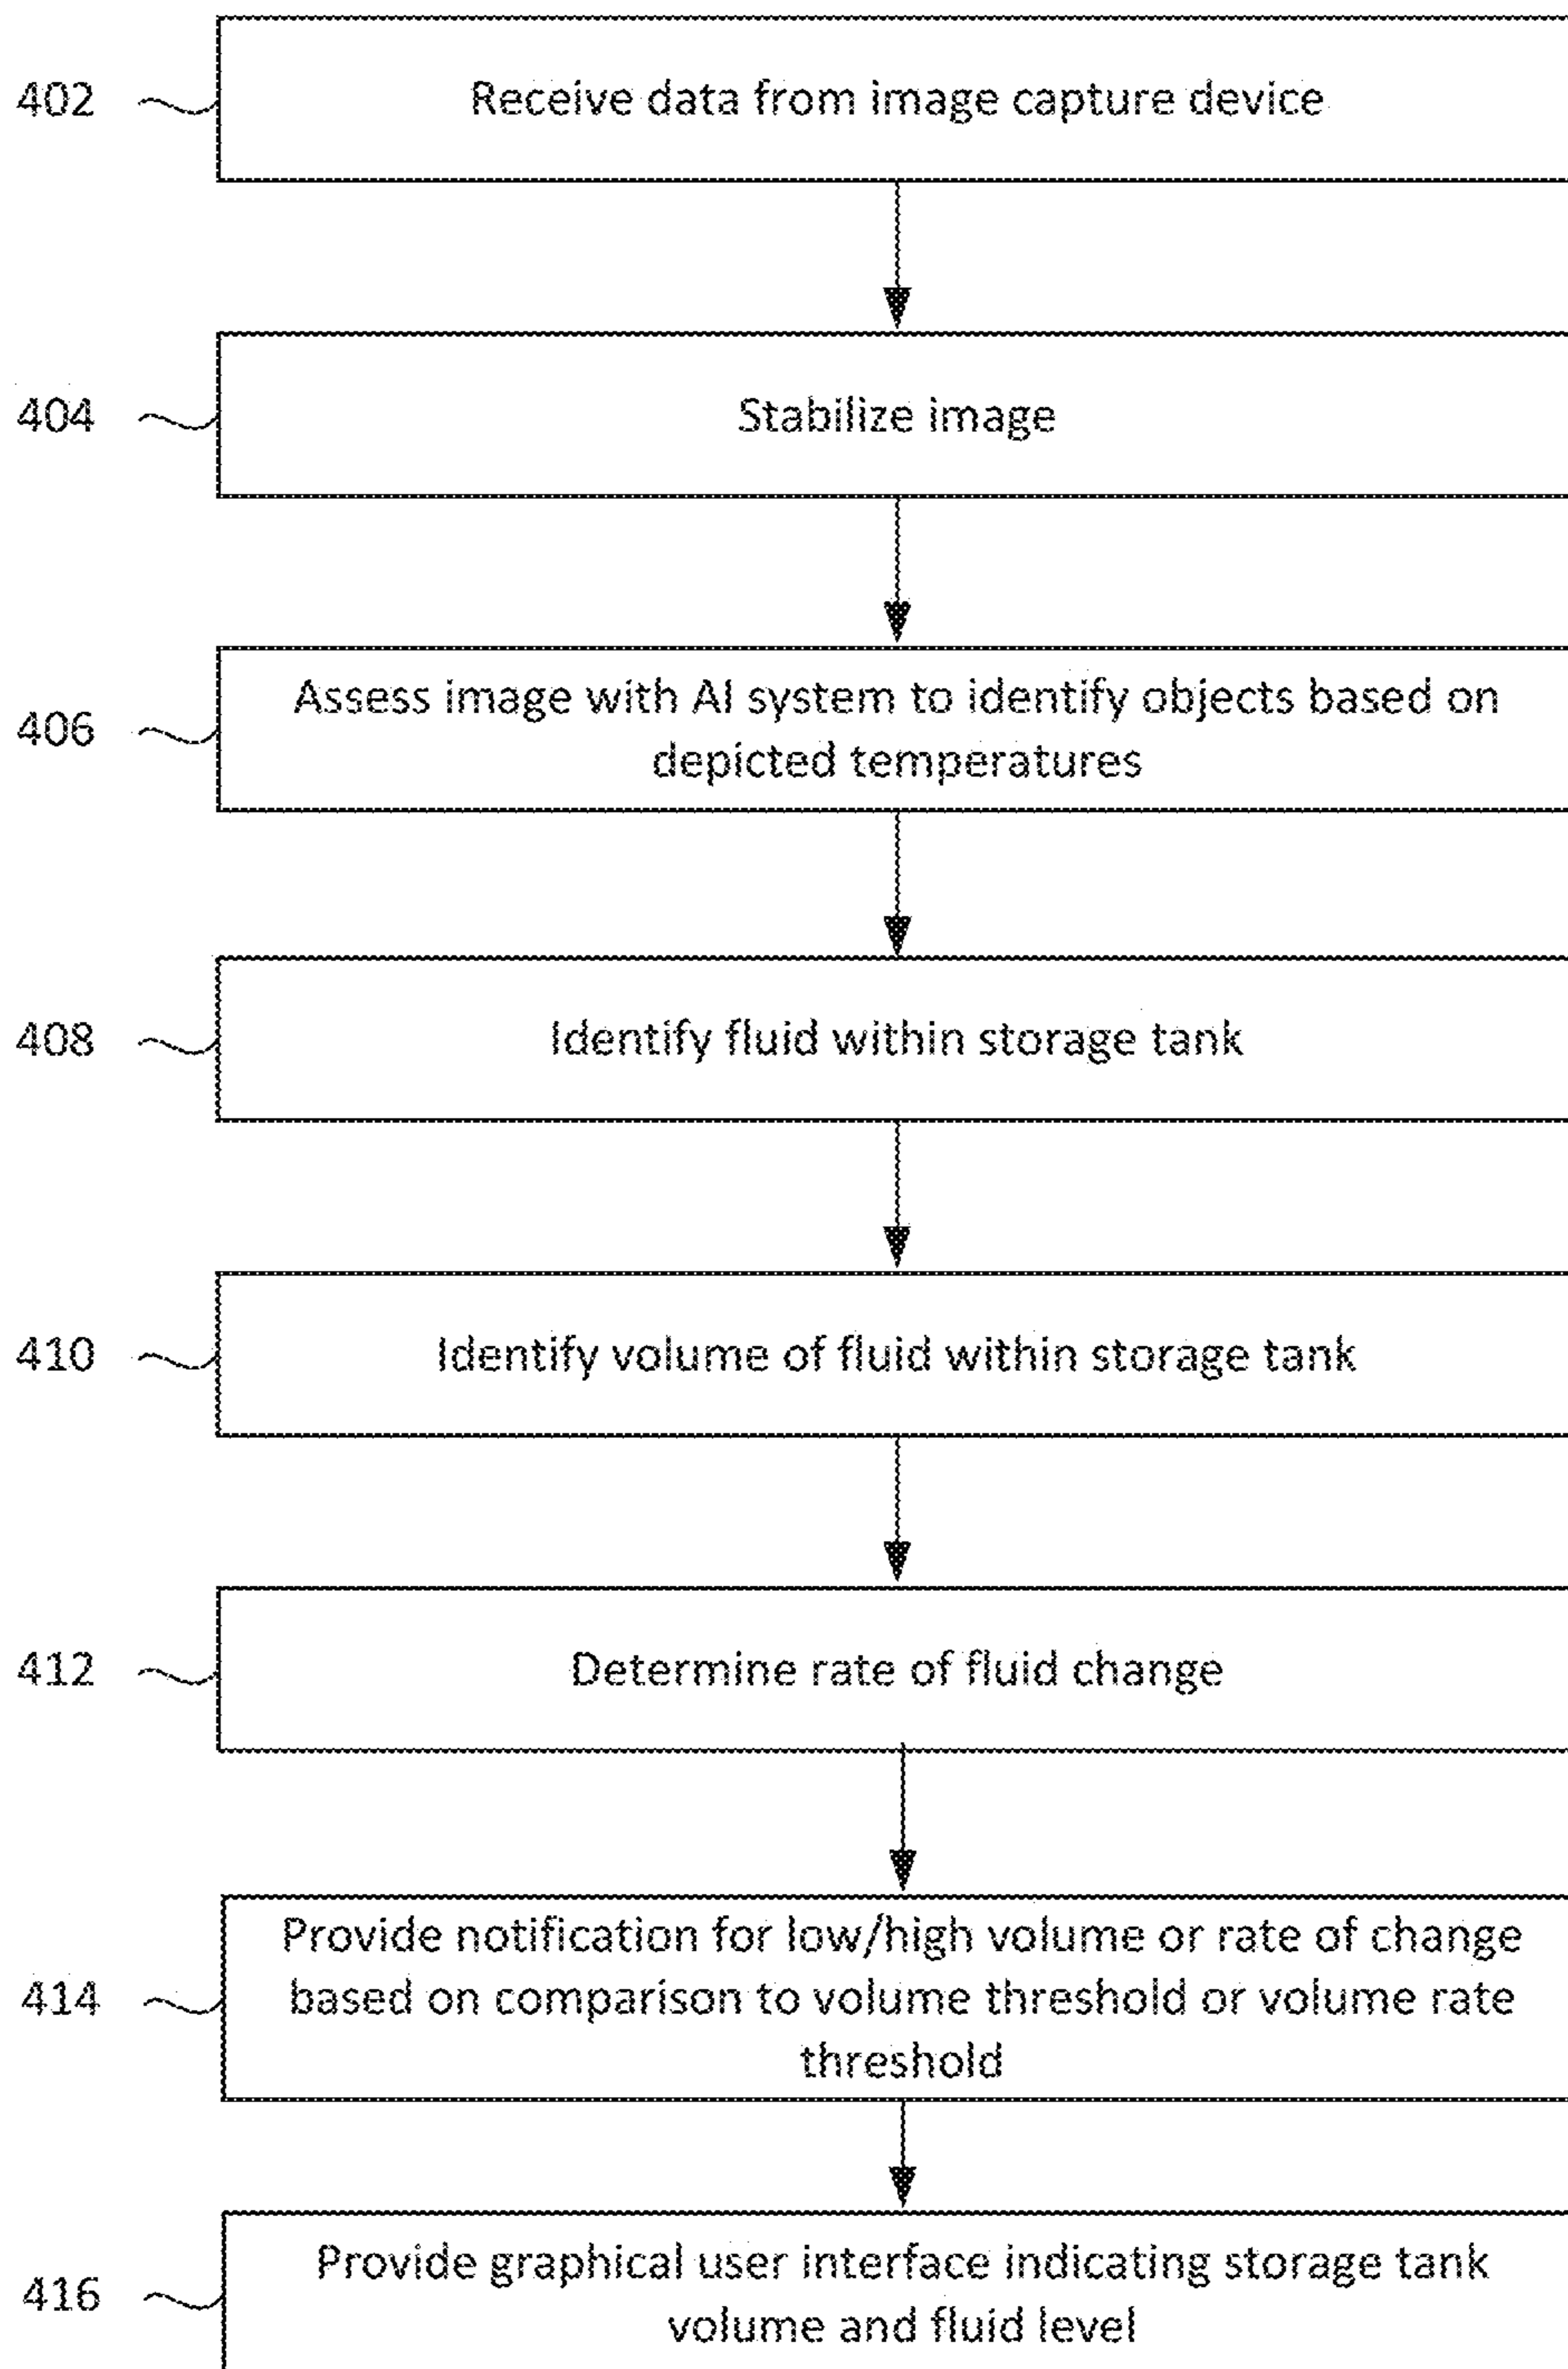 402 Receive data from image capture device
404 Stabilize image
406 Assess image with AI system to identify objects based on
depicted temperatures
408 Identify fluid within storage tank
410 Identify volume of fluid within storage tank
412 Determine rate of fluid change
Provide notification for low/high volume or rate of change
414 based on comparison to volume threshold or volume rate
threshold
416 Provide graphical user interface indicating storage tank
volume and fluid level